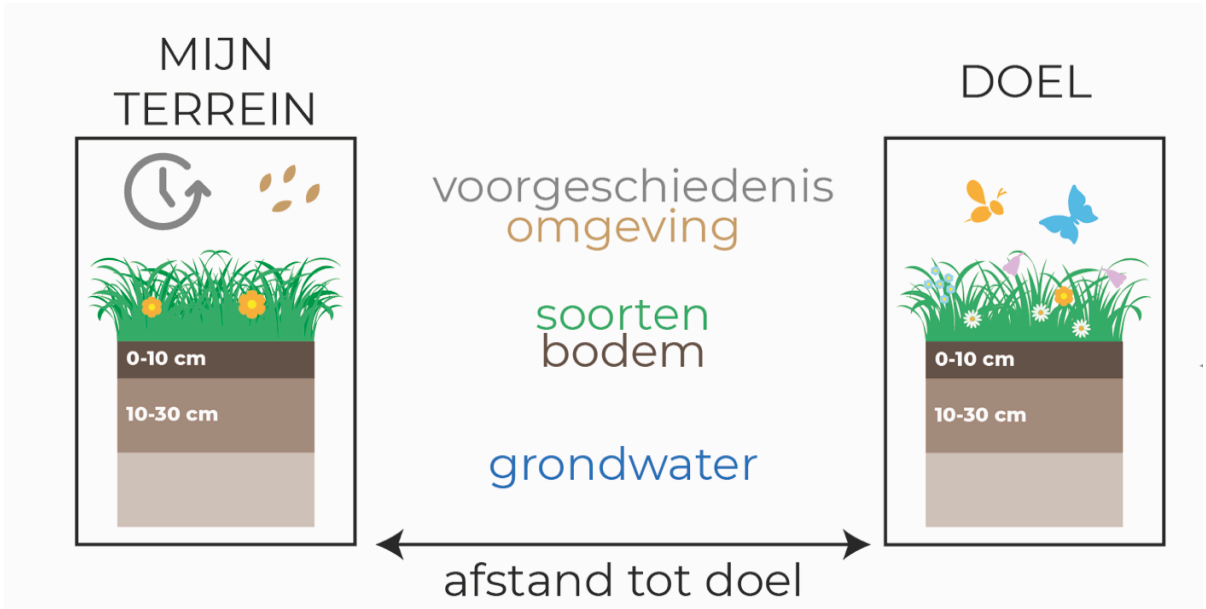 MIJN
TERREIN
0-10 cm
10-30 cm
voorgeschiedenis
omgeving
soorten
bodem
grondwater
afstand tot doel
DOEL
0-10 cm
10-30 cm